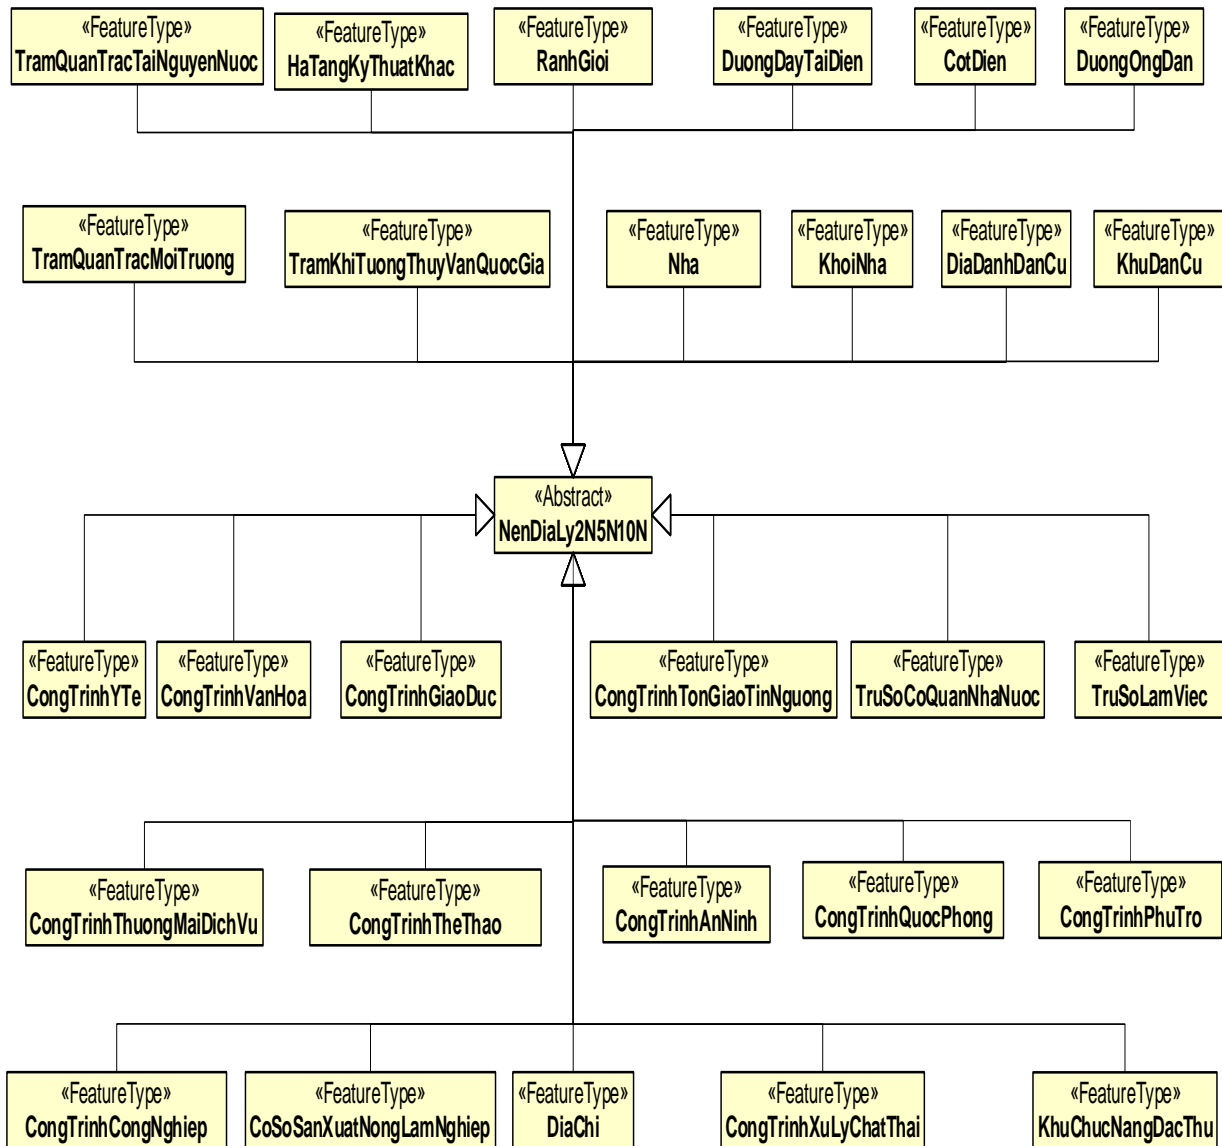 «FeatureType»
TramQuanTracTaiNguyenNuoc
«FeatureType»
HaTangKyThuatKhac
«FeatureType»
RanhGioi
«FeatureType»
DuongDayTaiDien
«FeatureType»
CotDien
«FeatureType»
DuongOngDan
«FeatureType»
TramQuanTracMoiTruong
«FeatureType»
TramKhiTuongThuyVanQuocGia
«FeatureType»
Nha
«FeatureType»
KhoiNha
«FeatureType»
DiaDanhDanCu
«FeatureType»
KhuDanCu
«Abstract»
NenDiaLy2N5N10N
«FeatureType»
CongTrinhYTe
«FeatureType»
CongTrinhVanHoa
«FeatureType»
CongTrinhGiaoDuc
«FeatureType»
CongTrinhTonGiaoTinNguong
«FeatureType»
TruSoCoQuanNhaNuoc
«FeatureType»
TruSoLamViec
«FeatureType»
CongTrinhThuongMaiDichVu
«FeatureType»
CongTrinhTheThao
«FeatureType»
CongTrinhAnNinh
«FeatureType»
CongTrinhQuocPhong
«FeatureType»
CongTrinhPhuTro
«FeatureType»
CongTrinhCongNghiep
«FeatureType»
CoSoSanXuatNongLamNghiep
«FeatureType»
DiaChi
«FeatureType»
CongTrinhXuLyChatThai
«FeatureType»
KhuChucNangDacThu